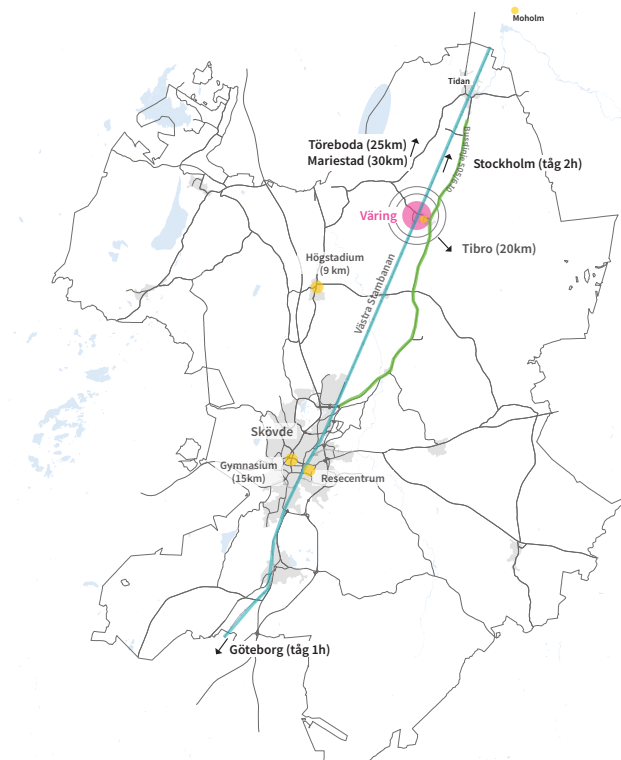 Moholm
Tidan
Töreboda (25km)
Mariestad (30km)
Stockholm (tåg 2h)
Väring
Tibro (20km)
Högstadium
(9 km)
Västra Stambanan
Skövde
Gymnasium
(15km)
Resecentrum
Göteborg (tåg 1h)